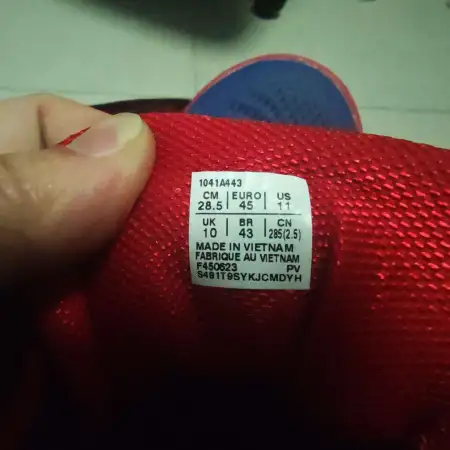 1041A443
CM EURO US
28.5 45 11
UK BR CN
10 43 285(2.5)
MADE IN VIETNAM
FABRIQUE AU VIETNAM
F450623 PV
S491T9SYKJCMDYH